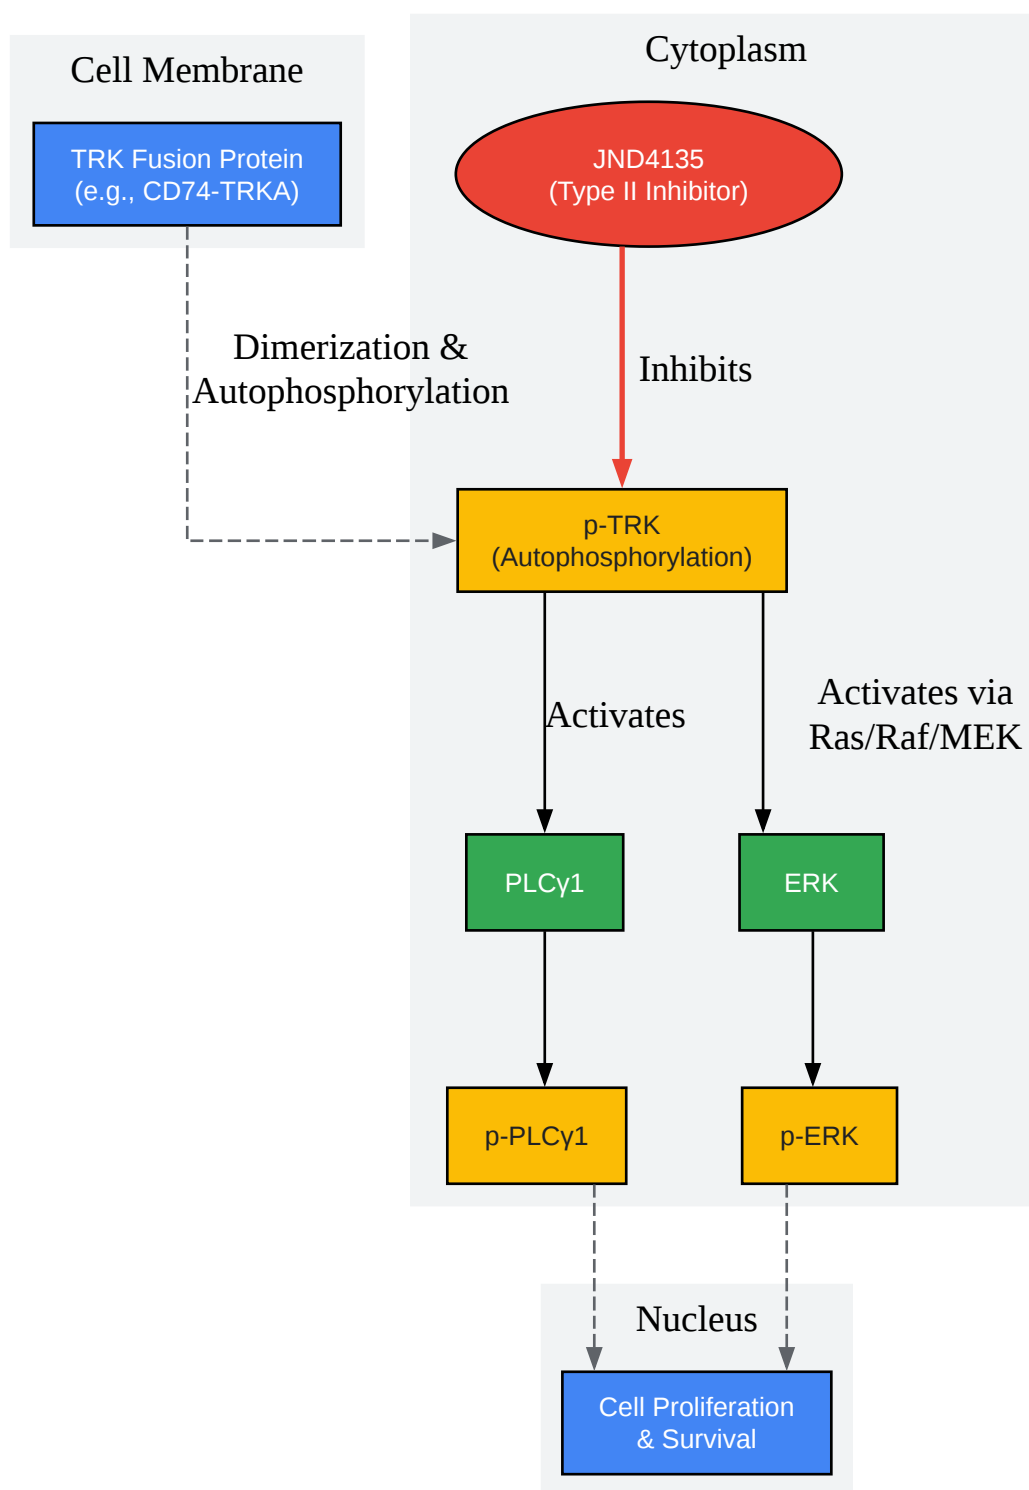 Cell Membrane
TRK Fusion Protein
(e.g., CD74-TRKA)
Cytoplasm
JND4135
(Type II Inhibitor)
Dimerization &
Autophosphorylation
Inhibits
p-TRK
(Autophosphorylation)
Activates
Activates via
Ras/Raf/MEK
PLCγ1
ERK
p-PLCγ1
p-ERK
Nucleus
Cell Proliferation
& Survival